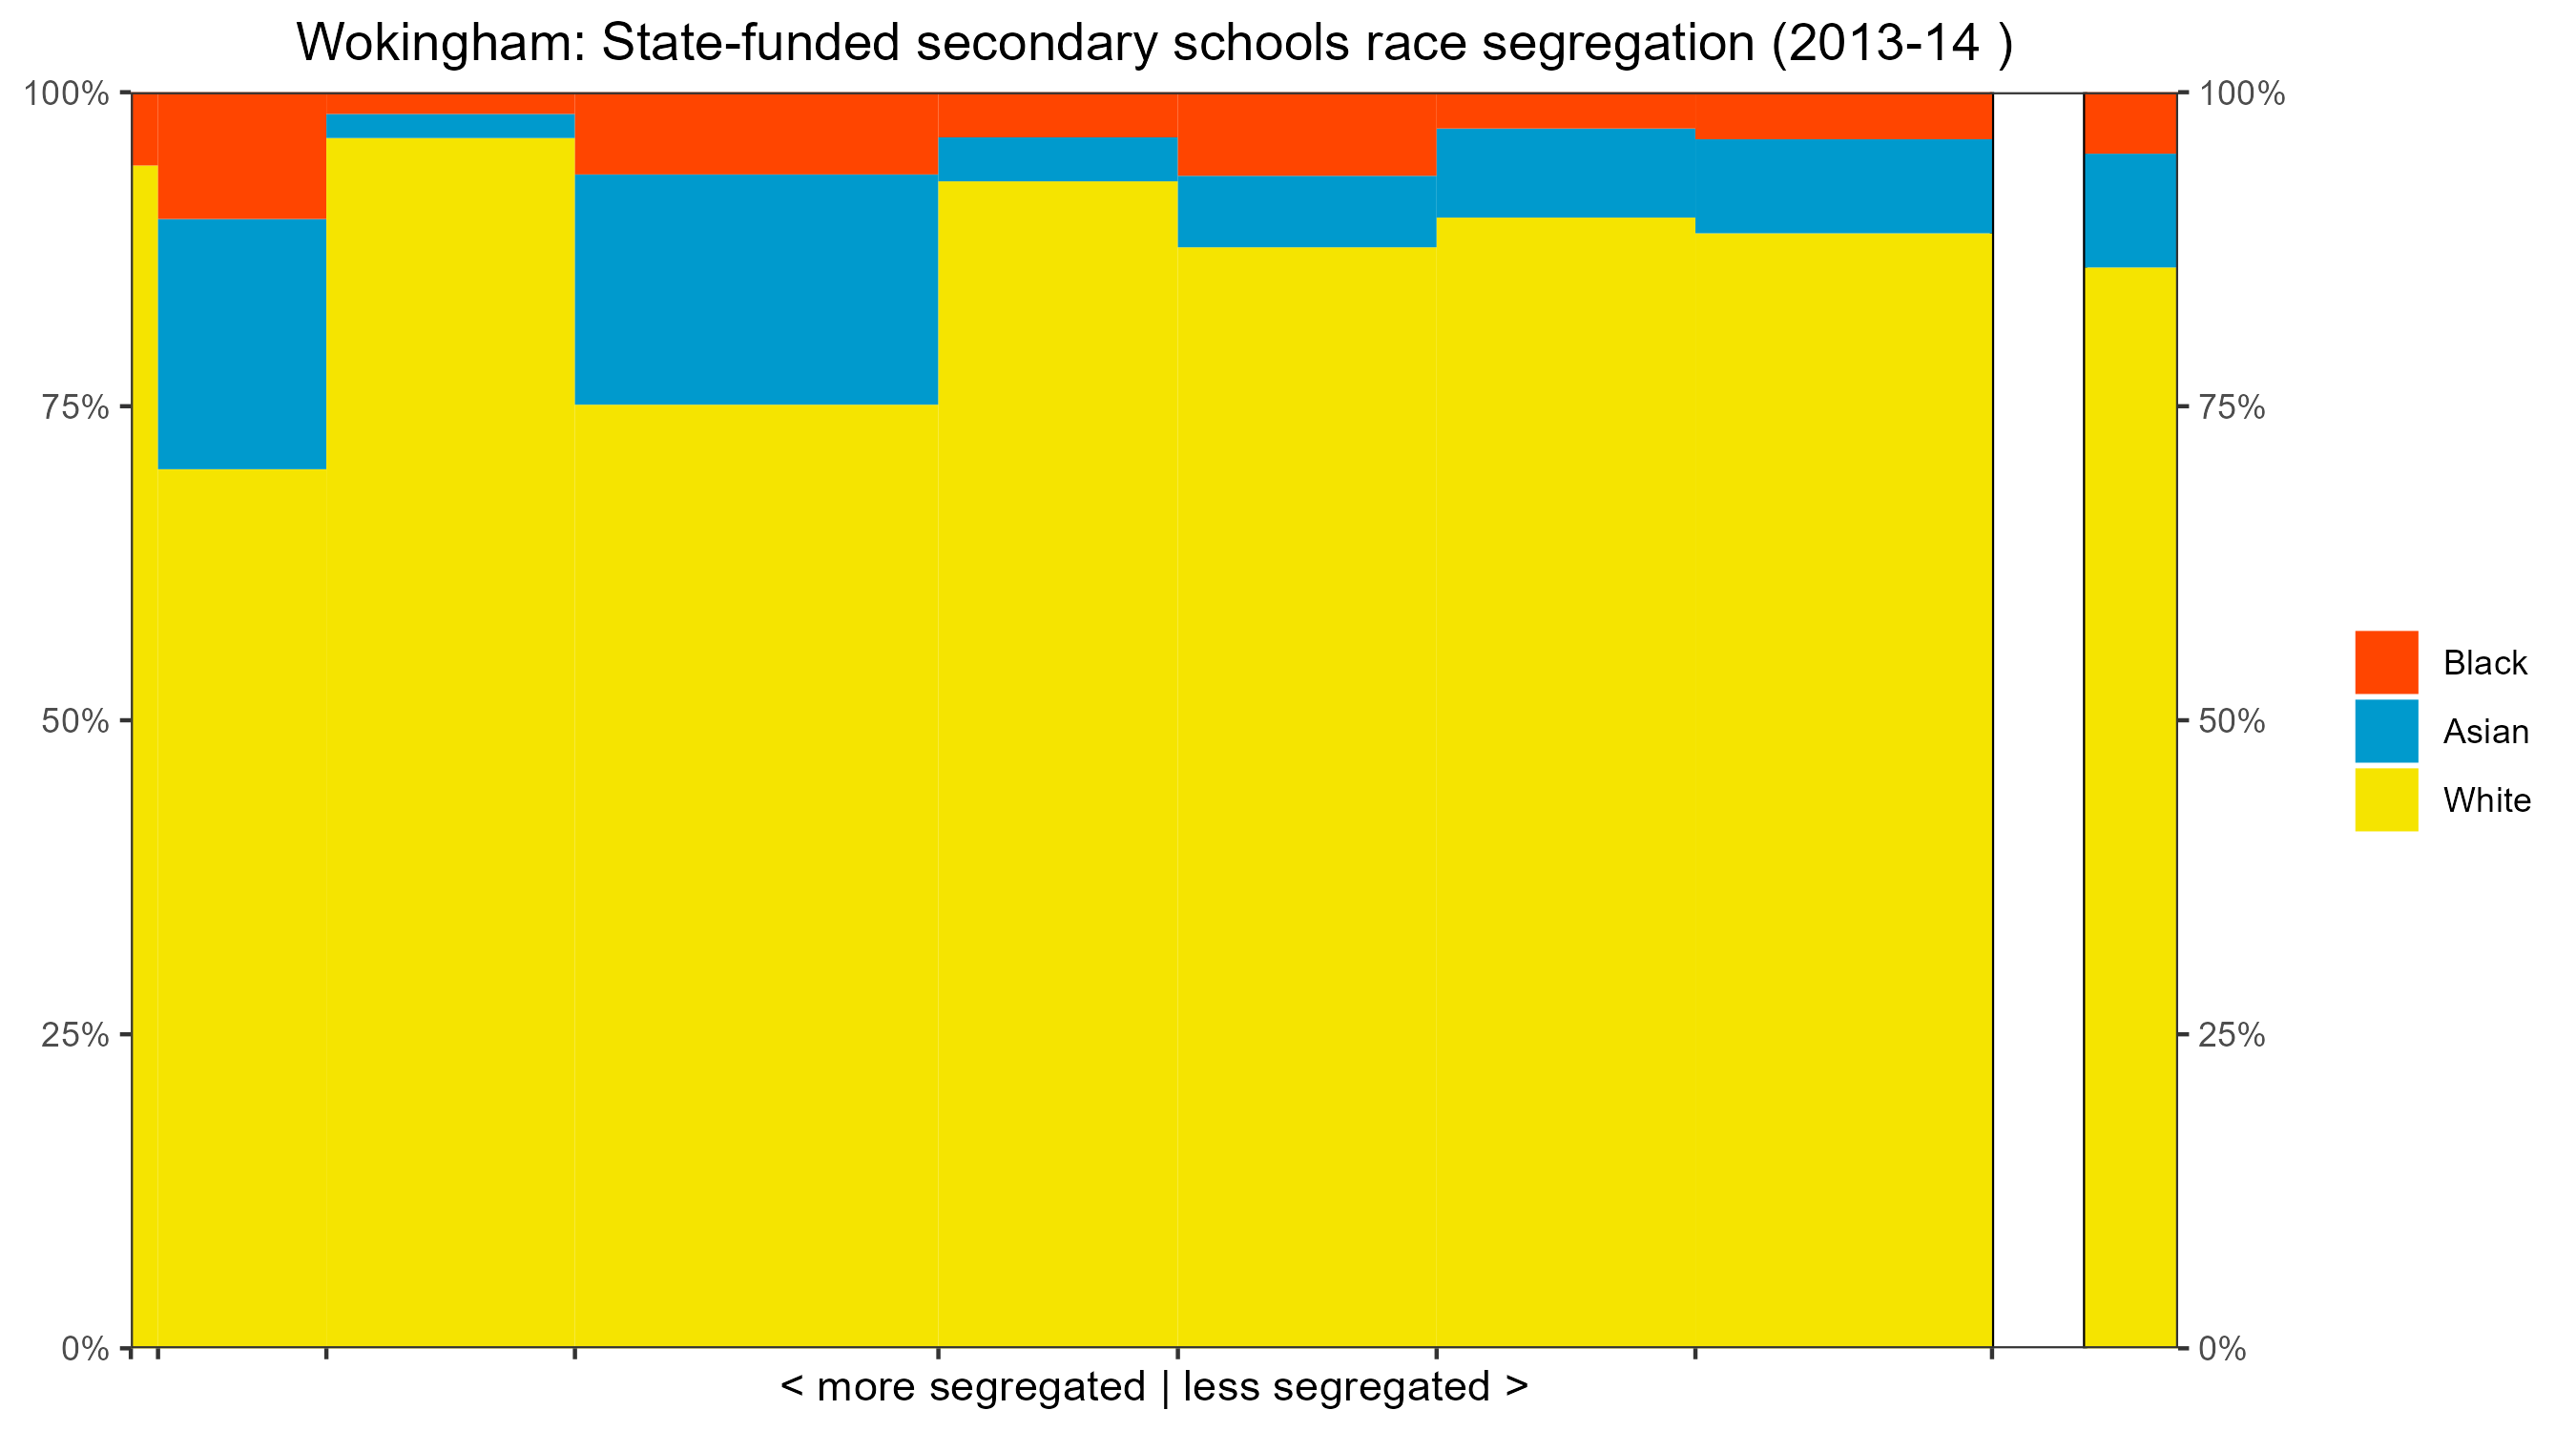 Wokingham: State-funded secondary schools race segregation (2013-14 )
100%
75%
50%
25%
0%
100%
75%
50%
25%
0%
Black
Asian
White
< more segregated | less segregated >